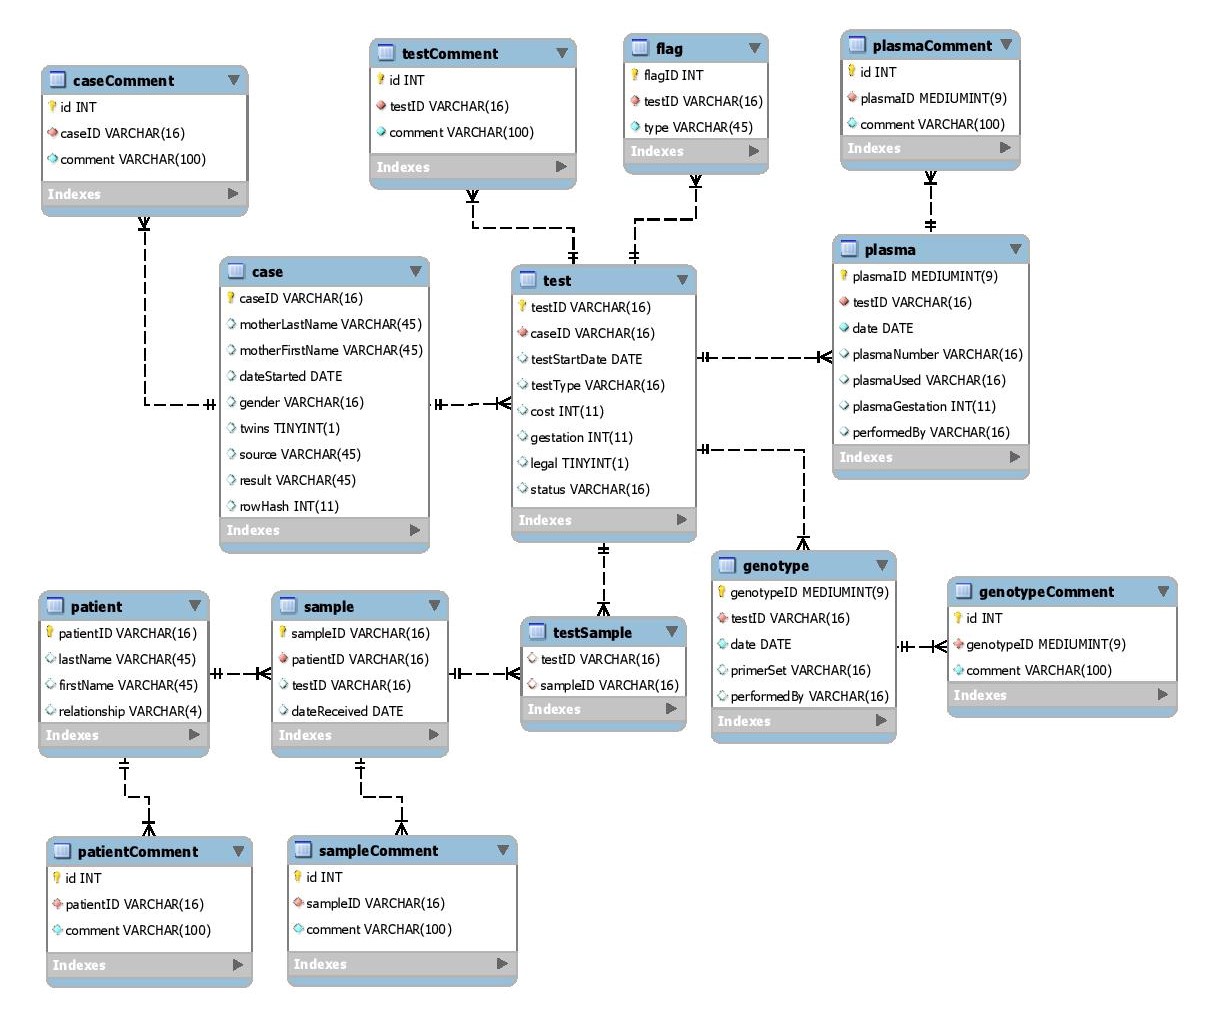 caseComment
id INT
caseID VARCHAR(16)
comment VARCHAR(100)
Indexes
testComment
id INT
testID VARCHAR(16)
comment VARCHAR(100)
Indexes
flag
flagID INT
testID VARCHAR(16)
type VARCHAR(45)
Indexes
plasmaComment
id INT
plasmaID MEDIUMINT(9)
comment VARCHAR(100)
Indexes
case
caseID VARCHAR(16)
motherLastName VARCHAR(45)
motherFirstName VARCHAR(45)
dateStarted DATE
gender VARCHAR(16)
twins TINYINT(1)
source VARCHAR(45)
result VARCHAR(45)
rowHash INT(11)
Indexes
test
testID VARCHAR(16)
caseID VARCHAR(16)
testStartDate DATE
testType VARCHAR(16)
cost INT(11)
gestation INT(11)
legal TINYINT(1)
status VARCHAR(16)
Indexes
plasma
plasmaID MEDIUMINT(9)
testID VARCHAR(16)
date DATE
plasmaNumber VARCHAR(16)
plasmaUsed VARCHAR(16)
plasmaGestation INT(11)
performedBy VARCHAR(16)
Indexes
patient
patientID VARCHAR(16)
lastName VARCHAR(45)
firstName VARCHAR(45)
relationship VARCHAR(4)
Indexes
sample
sampleID VARCHAR(16)
patientID VARCHAR(16)
testID VARCHAR(16)
dateReceived DATE
Indexes
testSample
testID VARCHAR(16)
sampleID VARCHAR(16)
Indexes
genotype
genotypeID MEDIUMINT(9)
testID VARCHAR(16)
date DATE
primerSet VARCHAR(16)
performedBy VARCHAR(16)
Indexes
genotypeComment
id INT
genotypeID MEDIUMINT(9)
comment VARCHAR(100)
Indexes
patientComment
id INT
patientID VARCHAR(16)
comment VARCHAR(100)
Indexes
sampleComment
id INT
sampleID VARCHAR(16)
comment VARCHAR(100)
Indexes